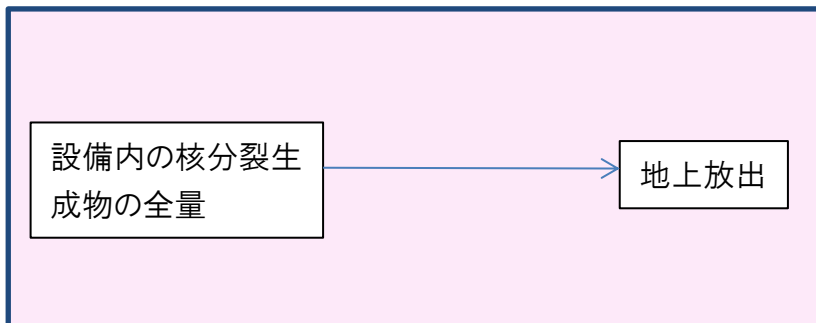 設備内の核分裂生
成物の全量
地上放出